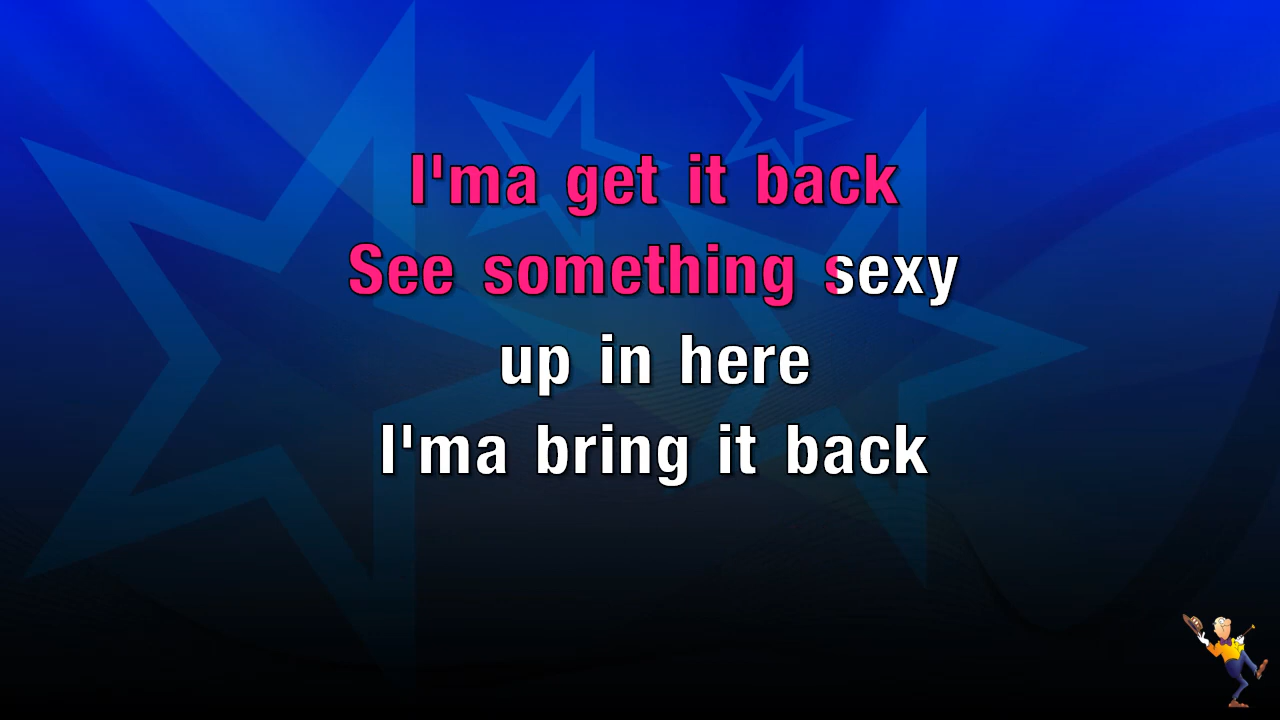 I'ma get it back
See something sexy
up in here
I'ma bring it back